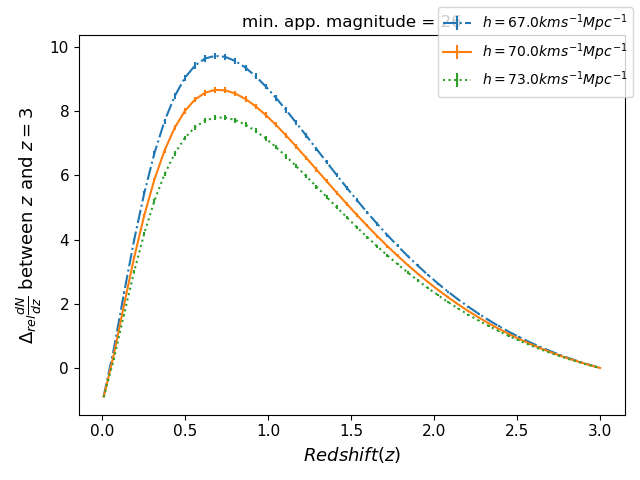 min. app. magnitude = 26
h = 67.0kms⁻¹Mpc⁻¹
h = 70.0kms⁻¹Mpc⁻¹
h = 73.0kms⁻¹Mpc⁻¹
Δ_rel dN/dz between z and z = 3
10
8
6
4
2
0
0.0 0.5 1.0 1.5 2.0 2.5 3.0
Redshift(z)